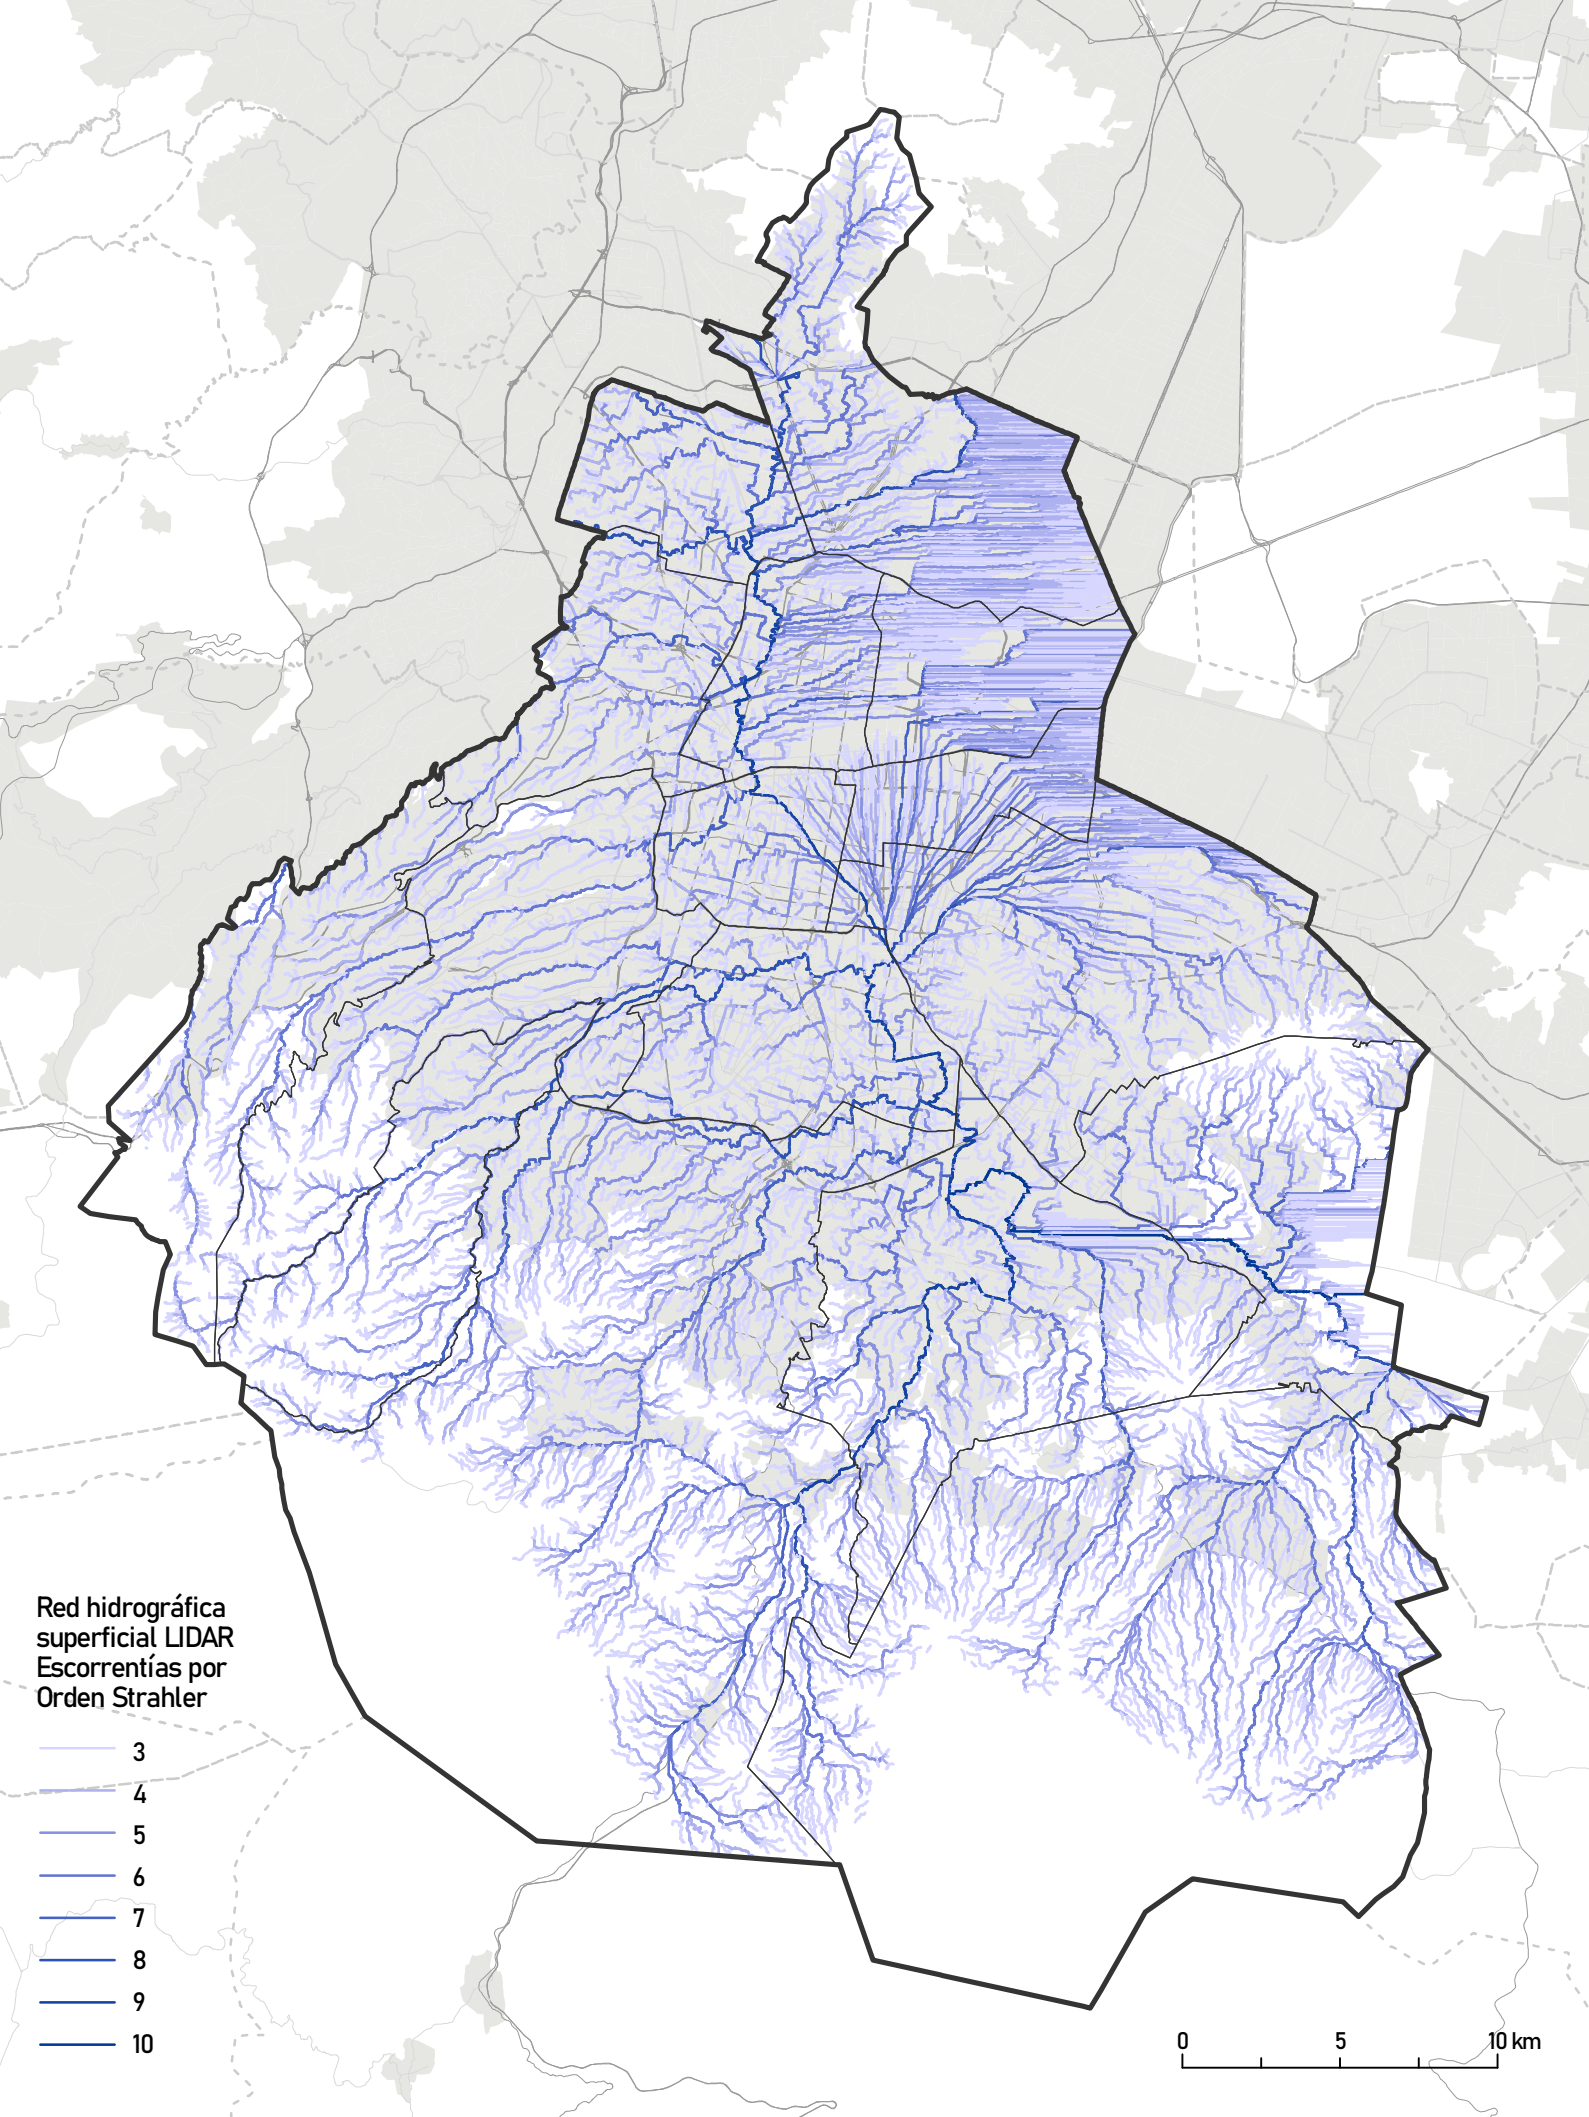 Red hidrográfica
superficial LIDAR
Escorrentías por
Orden Strahler
3
4
5
6
7
8
9
10
0 5 10 km